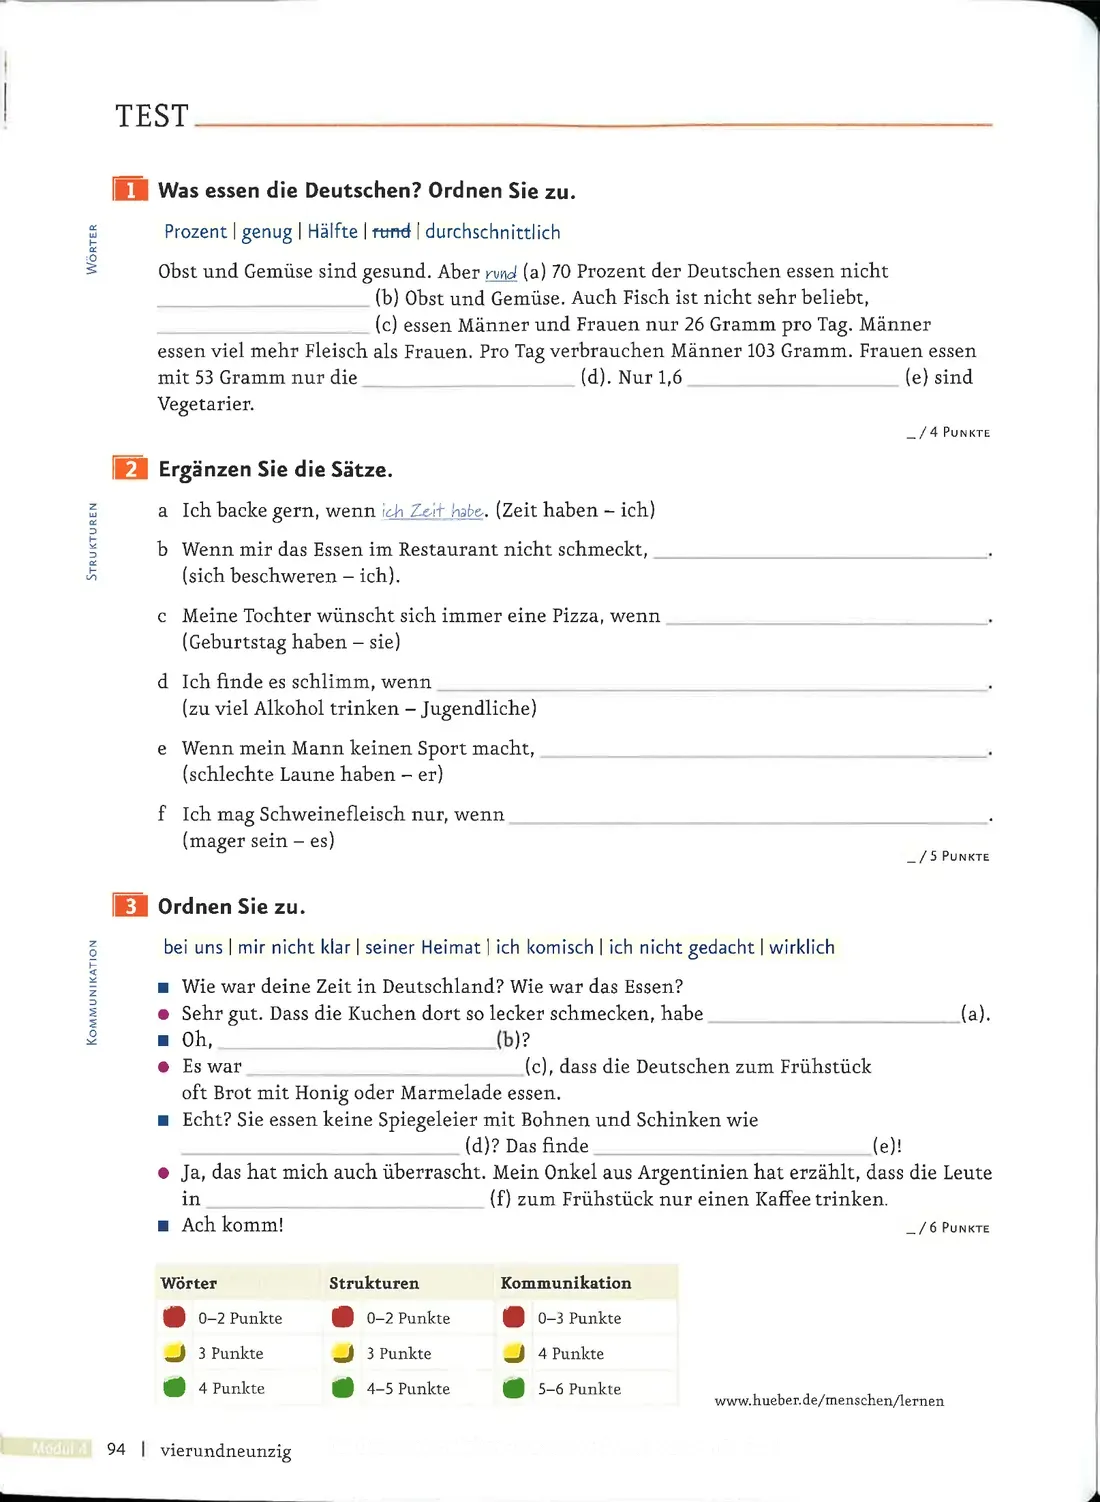 TEST
1 Was essen die Deutschen? Ordnen Sie zu.
WÖRTER
Prozent | genug | Hälfte | rund | durchschnittlich
Obst und Gemüse sind gesund. Aber rund (a) 70 Prozent der Deutschen essen nicht
(b) Obst und Gemüse. Auch Fisch ist nicht sehr beliebt,
(c) essen Männer und Frauen nur 26 Gramm pro Tag. Männer
essen viel mehr Fleisch als Frauen. Pro Tag verbrauchen Männer 103 Gramm. Frauen essen
mit 53 Gramm nur die ____ (d). Nur 1,6 ____ (e) sind
Vegetarier.
_ / 4 PUNKTE
2 Ergänzen Sie die Sätze.
STRUKTUREN
a Ich backe gern, wenn ich Zeit habe. (Zeit haben – ich)
b Wenn mir das Essen im Restaurant nicht schmeckt, ____.
(sich beschweren – ich).
c Meine Tochter wünscht sich immer eine Pizza, wenn ____.
(Geburtstag haben – sie)
d Ich finde es schlimm, wenn ____.
(zu viel Alkohol trinken – Jugendliche)
e Wenn mein Mann keinen Sport macht, ____.
(schlechte Laune haben – er)
f Ich mag Schweinefleisch nur, wenn ____.
(mager sein – es)
_ / 5 PUNKTE
3 Ordnen Sie zu.
KOMMUNIKATION
bei uns | mir nicht klar | seiner Heimat | ich komisch | ich nicht gedacht | wirklich
■ Wie war deine Zeit in Deutschland? Wie war das Essen?
● Sehr gut. Dass die Kuchen dort so lecker schmecken, habe ____ (a).
■ Oh, ____ (b)?
● Es war ____ (c), dass die Deutschen zum Frühstück
oft Brot mit Honig oder Marmelade essen.
■ Echt? Sie essen keine Spiegeleier mit Bohnen und Schinken wie
____ (d)? Das finde ____ (e)!
● Ja, das hat mich auch überrascht. Mein Onkel aus Argentinien hat erzählt, dass die Leute
in ____ (f) zum Frühstück nur einen Kaffee trinken.
■ Ach komm!
_ / 6 PUNKTE
Wörter Strukturen Kommunikation
0–2 Punkte 0–2 Punkte 0–3 Punkte
3 Punkte 3 Punkte 4 Punkte
4 Punkte 4–5 Punkte 5–6 Punkte
www.hueber.de/menschen/lernen
Modul 4 94 | vierundneunzig